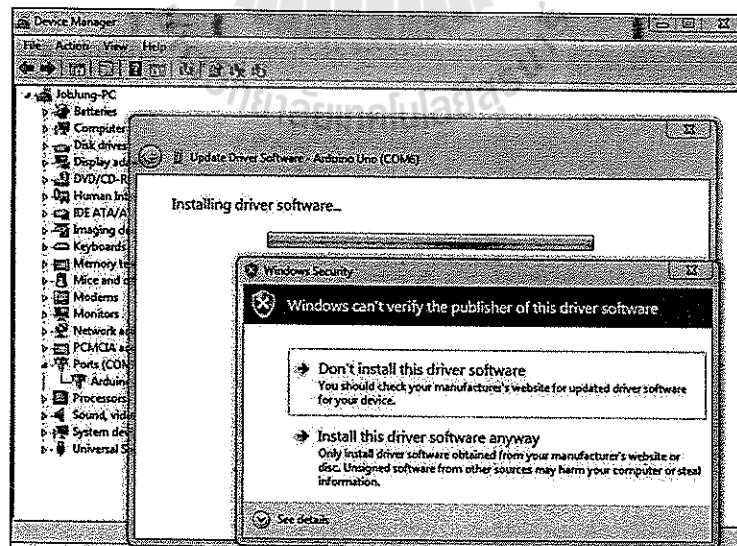 Device Manager
File Action View Help
JobJung-PC
Batteries
Computer
Disk drives
Display ad
DVD/CD-R
Human Int
IDE ATA/A
Imaging de
Keyboards
Memory te
Mice and o
Modems
Monitors
Network a
PCMCIA a
Ports (COM
Arduin
Processors
Sound, vide
System de
Universal S
Update Driver Software - Arduino Uno (COM6)
Installing driver software...
Windows Security
Windows can't verify the publisher of this driver software
Don't install this driver software
You should check your manufacturer's website for updated driver software
for your device.
Install this driver software anyway
Only install driver software obtained from your manufacturer's website or
disc. Unsigned software from other sources may harm your computer or steal
information.
See details